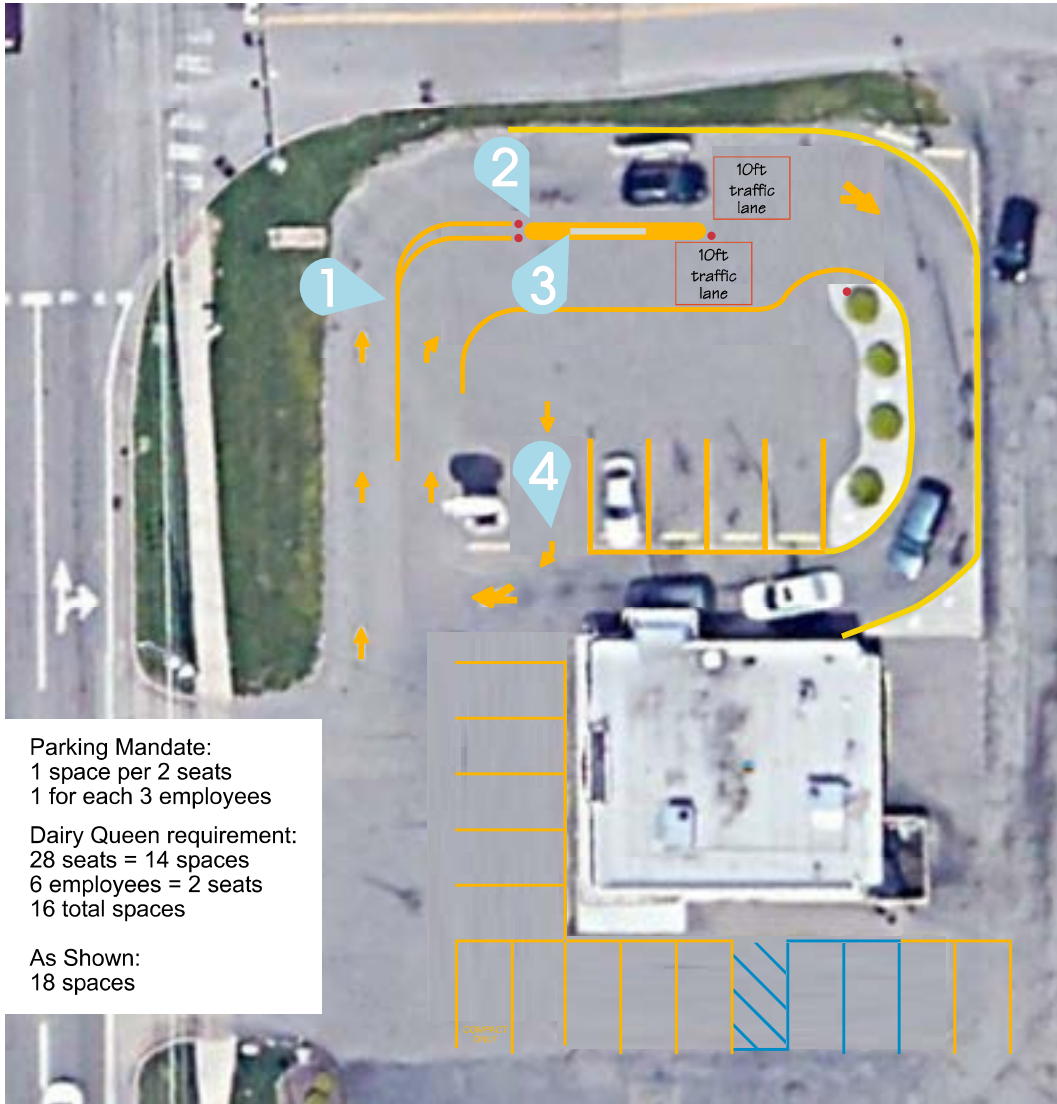 2
10ft
traffic
lane
10ft
traffic
lane
1
3
4
Parking Mandate:
1 space per 2 seats
1 for each 3 employees
Dairy Queen requirement:
28 seats = 14 spaces
6 employees = 2 seats
16 total spaces
As Shown:
18 spaces
COMPACT